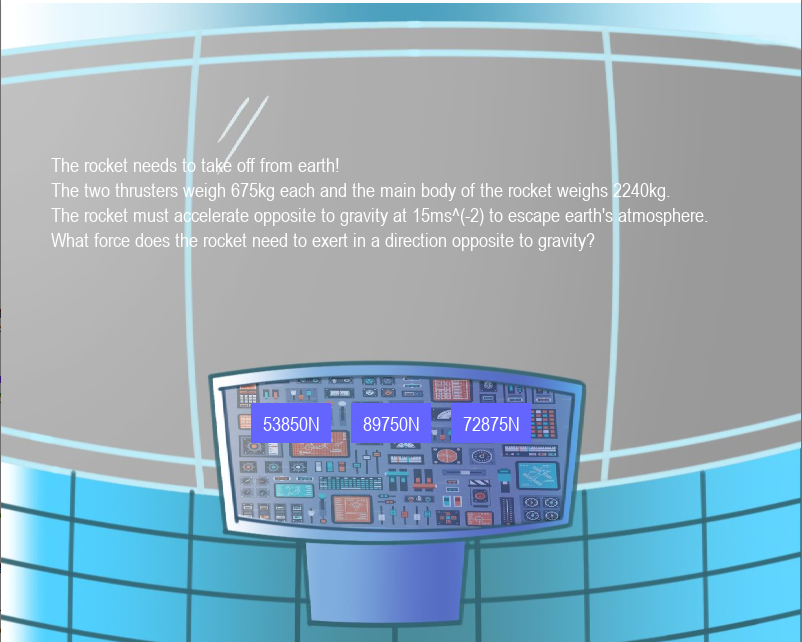 The rocket needs to take off from earth!
The two thrusters weigh 675kg each and the main body of the rocket weighs 2240kg.
The rocket must accelerate opposite to gravity at 15ms^(-2) to escape earth's atmosphere.
What force does the rocket need to exert in a direction opposite to gravity?
53850N 89750N 72875N